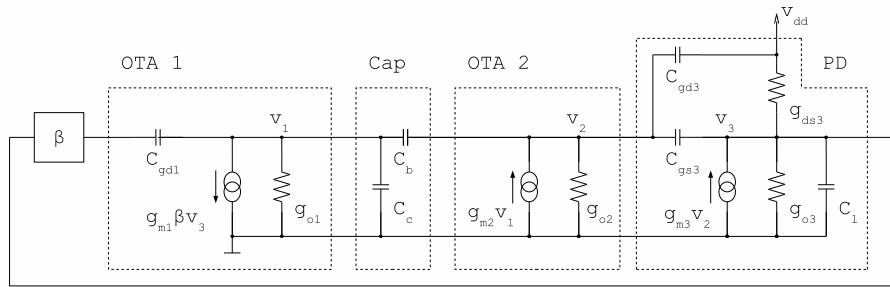 V_dd
OTA 1
Cap
OTA 2
PD
C_gd3
g_ds3
β
v_1
v_2
v_3
C_gd1
C_b
C_gs3
g_m1βv_3
g_o1
C_c
g_m2v_1
g_o2
g_m3v_2
g_o3
C_l